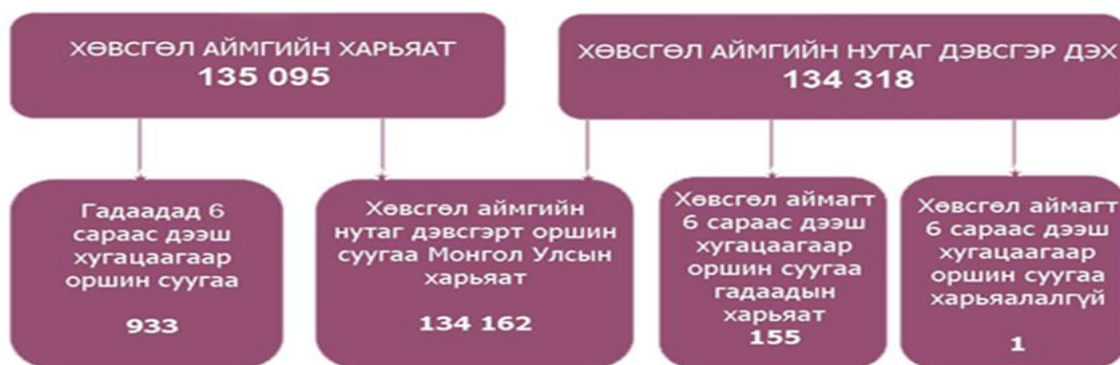 ХӨВСГӨЛ АЙМГИЙН ХАРЬЯАТ
135 095
ХӨВСГӨЛ АЙМГИЙН НУТАГ ДЭВСГЭР ДЭХ
134 318
Гадаадад 6
сараас дээш
хугацаагаар
оршин суугаа
933
Хөвсгөл аймгийн
нутаг дэвсгэрт оршин
суугаа Монгол Улсын
харьяат
134 162
Хөвсгөл аймагт
6 сараас дээш
хугацаагаар
оршин суугаа
гадаадын
харьяат
155
Хөвсгөл аймагт
6 сараас дээш
хугацаагаар
оршин суугаа
харьяалалгүй
1